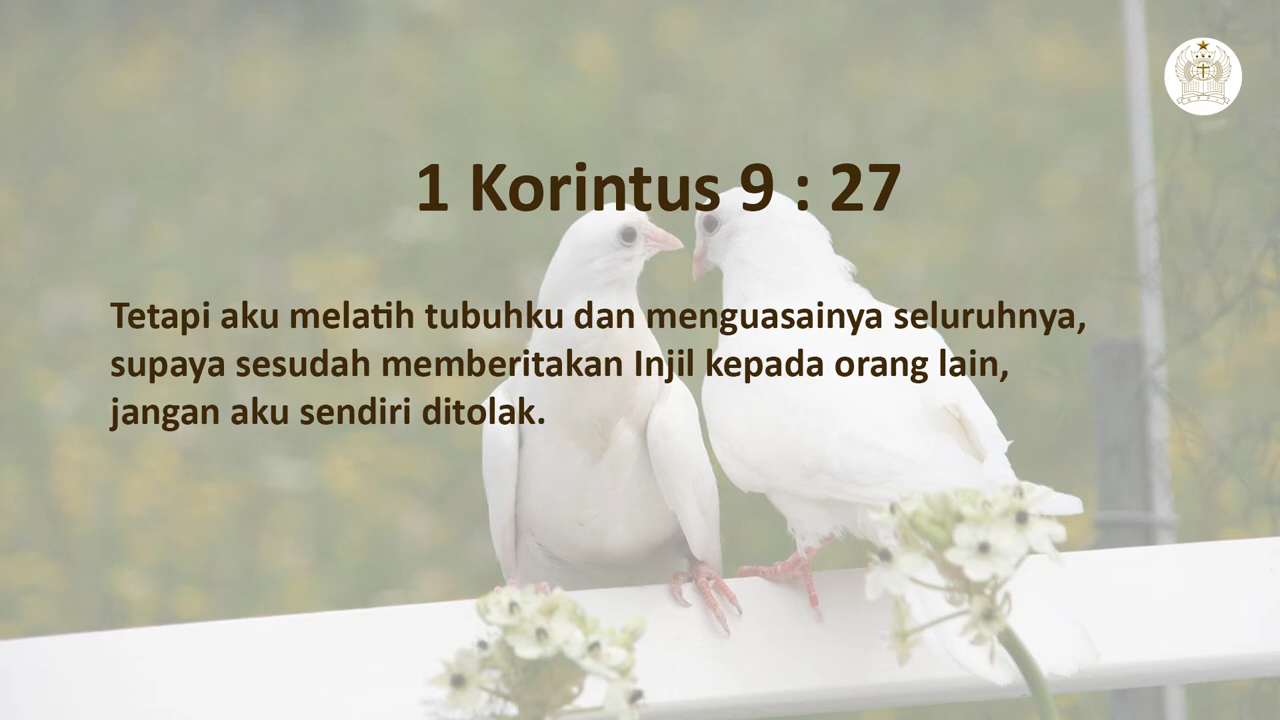 1 Korintus 9 : 27
Tetapi aku melatih tubuhku dan menguasainya seluruhnya,
supaya sesudah memberitakan Injil kepada orang lain,
jangan aku sendiri ditolak.